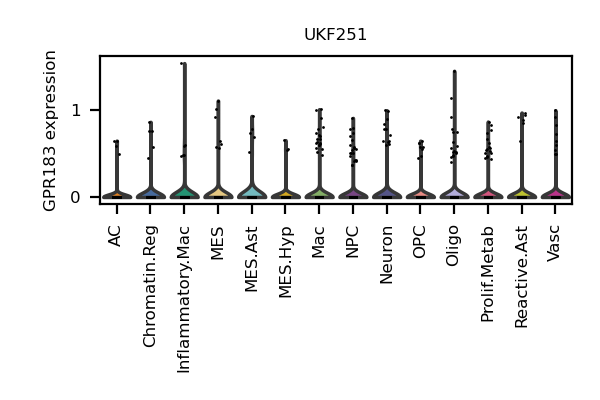 UKF251
GPR183 expression
1
0
AC
Chromatin.Reg
Inflammatory.Mac
MES
MES.Ast
MES.Hyp
Mac
NPC
Neuron
OPC
Oligo
Prolif.Metab
Reactive.Ast
Vasc